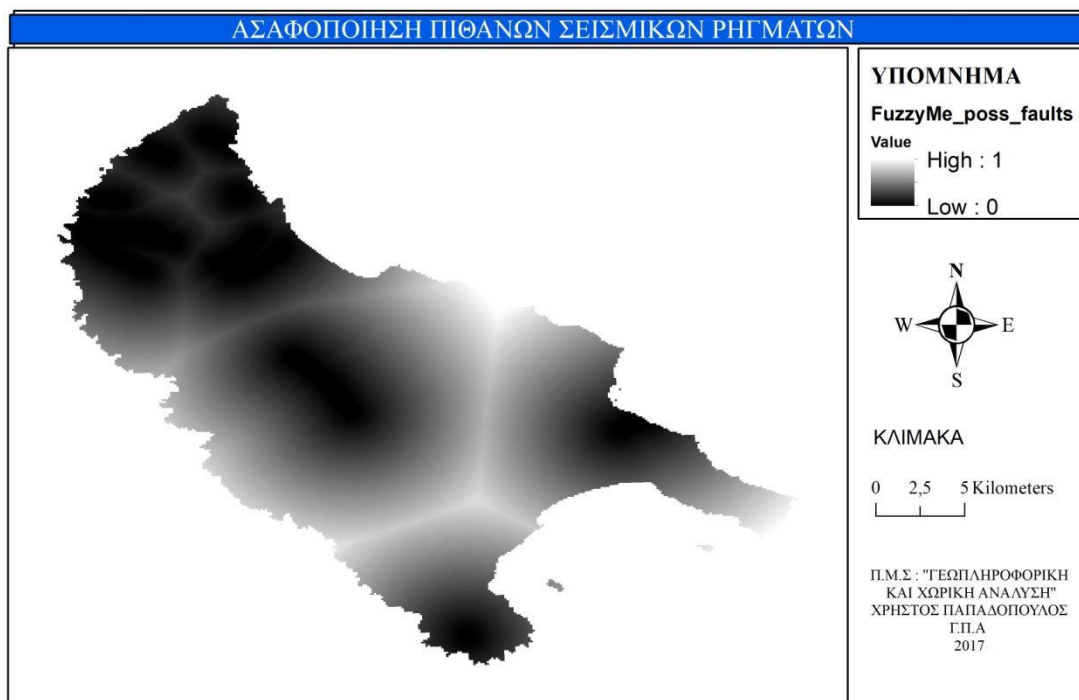 ΑΣΑΦΟΠΟΙΗΣΗ ΠΙΘΑΝΩΝ ΣΕΙΣΜΙΚΩΝ ΡΗΓΜΑΤΩΝ
ΥΠΟΜΝΗΜΑ
FuzzyMe_poss_faults
Value
High : 1
Low : 0
N
W E
S
ΚΛΙΜΑΚΑ
0 2,5 5 Kilometers
Π.Μ.Σ : "ΓΕΩΠΛΗΡΟΦΟΡΙΚΗ
ΚΑΙ ΧΩΡΙΚΗ ΑΝΑΛΥΣΗ"
ΧΡΗΣΤΟΣ ΠΑΠΑΔΟΠΟΥΛΟΣ
Γ.Π.Α
2017